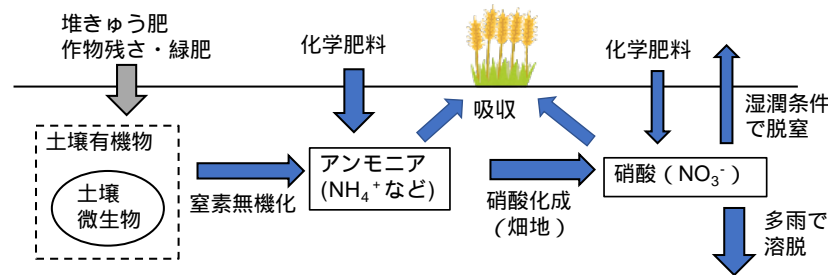 堆きゅう肥
作物残さ・緑肥
化学肥料
化学肥料
吸収
湿潤条件
で脱窒
土壌有機物
土壌
微生物
窒素無機化
アンモニア
(NH₄⁺など)
硝酸化成
（畑地）
硝酸（NO₃⁻）
多雨で
溶脱